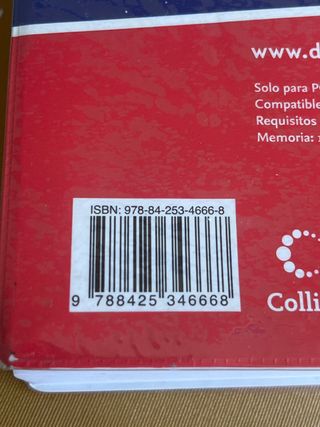 www.d
Solo para P
Compatible
Requisitos
Memoria:
ISBN: 978-84-253-4666-8
9 788425 346668
Colli